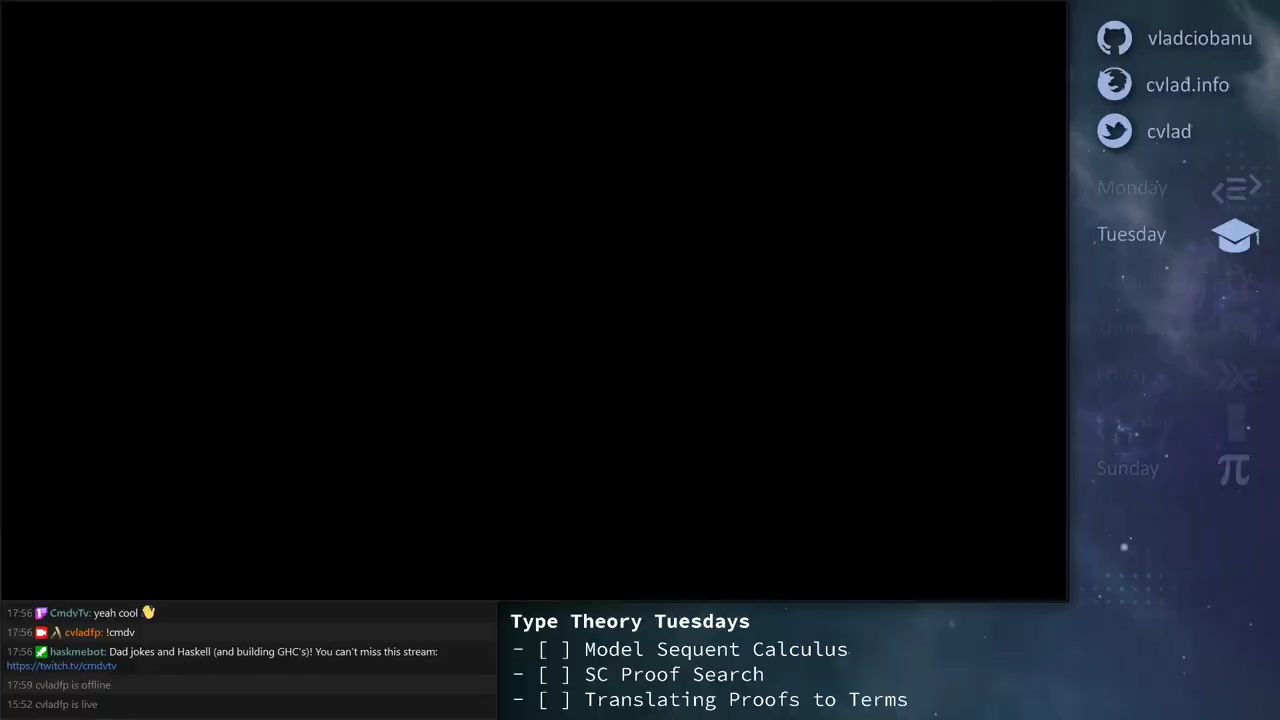 vladciobanu
cvlad.info
cvlad
Monday
Tuesday
Sunday
17:56 CmdvTv: yeah cool
17:56 cvladfp: !cmdv
17:56 haskmebot: Dad jokes and Haskell (and building GHC's)! You can't miss this stream:
https://twitch.tv/cmdvtv
17:59 cvladfp is offline
15:52 cvladfp is live
Type Theory Tuesdays
- [ ] Model Sequent Calculus
- [ ] SC Proof Search
- [ ] Translating Proofs to Terms